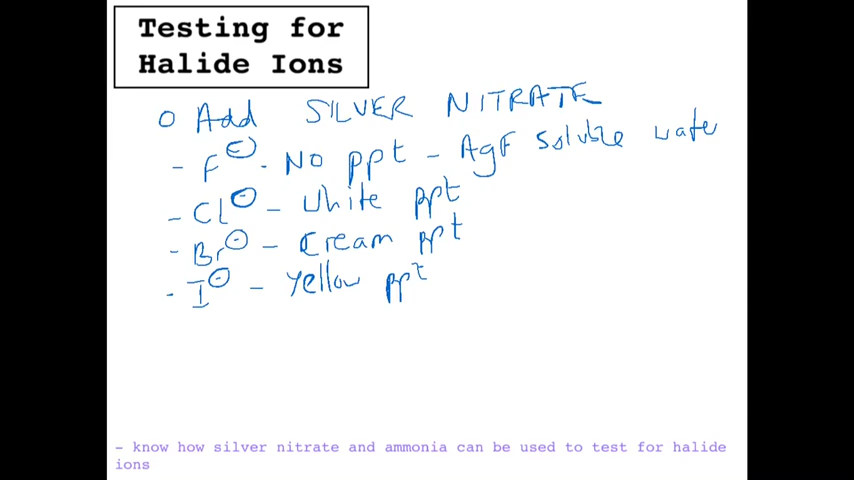 Testing for
Halide Ions
o Add SILVER NITRATE
- F⊖ - No ppt - AgF soluble water
- Cl⊖ - White ppt
- Br⊖ - Cream ppt
- I⊖ - Yellow ppt
- know how silver nitrate and ammonia can be used to test for halide
ions